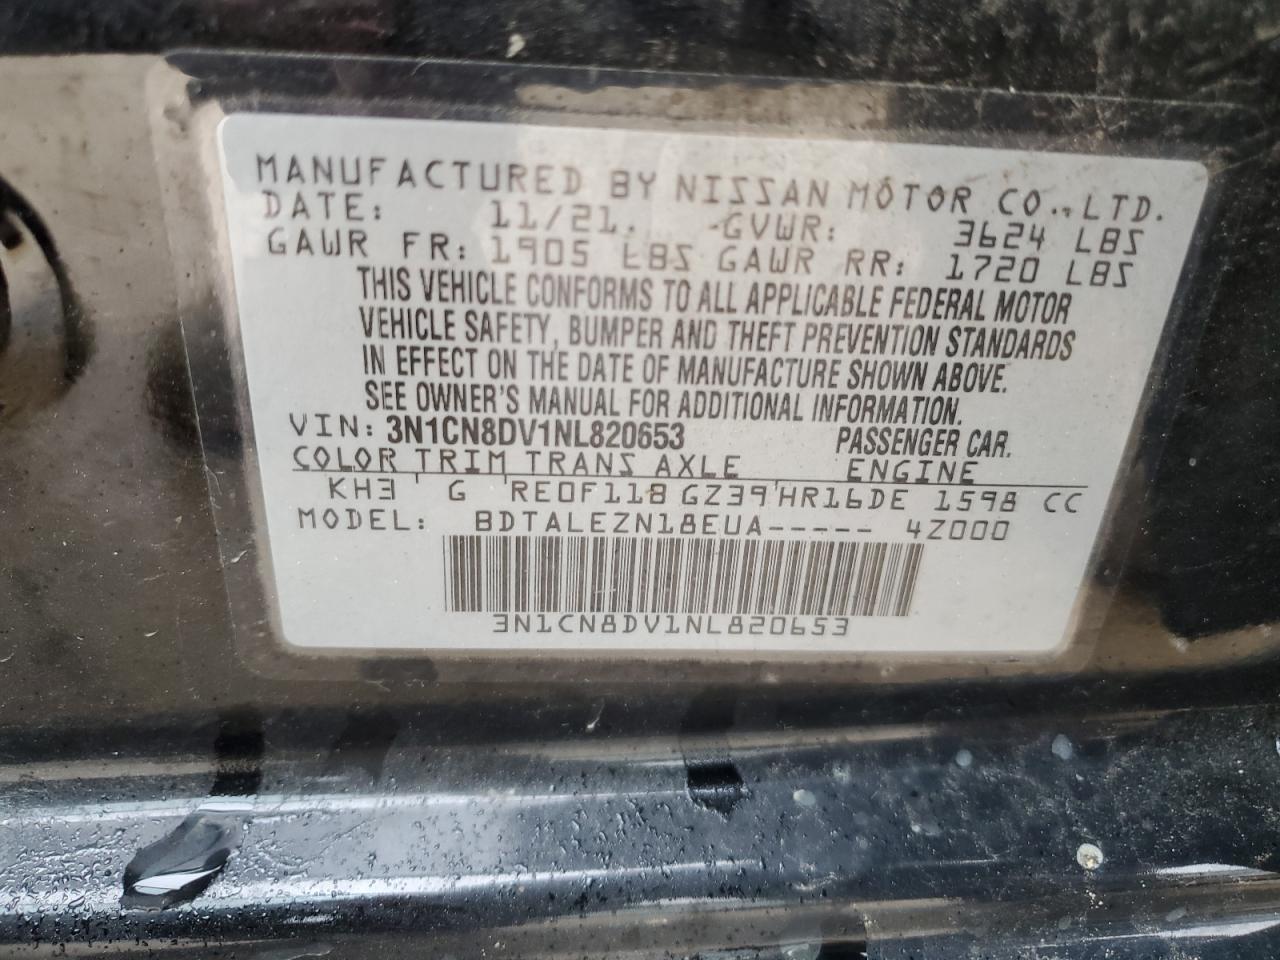 MANUFACTURED BY NISSAN MOTOR CO., LTD.
DATE: 11/21. GVWR: 3624 LBS
GAWR FR: 1905 LBS GAWR RR: 1720 LBS
THIS VEHICLE CONFORMS TO ALL APPLICABLE FEDERAL MOTOR
VEHICLE SAFETY, BUMPER AND THEFT PREVENTION STANDARDS
IN EFFECT ON THE DATE OF MANUFACTURE SHOWN ABOVE.
SEE OWNER'S MANUAL FOR ADDITIONAL INFORMATION.
VIN: 3N1CN8DV1NL820653 PASSENGER CAR.
COLOR TRIM TRANS AXLE ENGINE
KH3 G RE0F11B GZ39 HR16DE 1598 CC
MODEL: BDTALEZN18EUA----- 4Z000
3N1CN8DV1NL820653